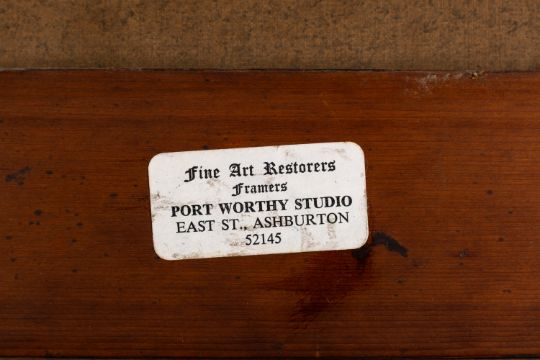 Fine Art Restorers
Framers
PORT WORTHY STUDIO
EAST ST., ASHBURTON
52145